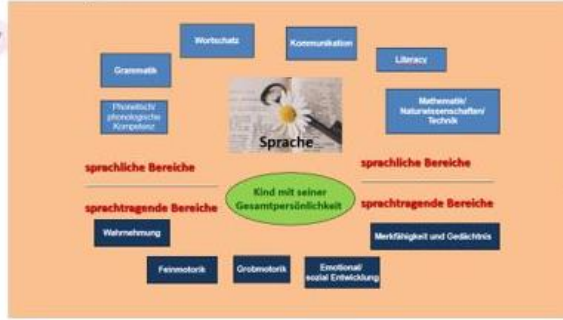 Wortschatz
Kommunikation
Literacy
Grammatik
Phonetisch/
phonologische
Kompetenz
Mathematik/
Naturwissenschaften/
Technik
Sprache
sprachliche Bereiche
sprachliche Bereiche
Kind mit seiner
Gesamtpersönlichkeit
sprachtragende Bereiche
sprachtragende Bereiche
Wahrnehmung
Merkfähigkeit und Gedächtnis
Feinmotorik
Grobmotorik
Emotional/
sozial Entwicklung